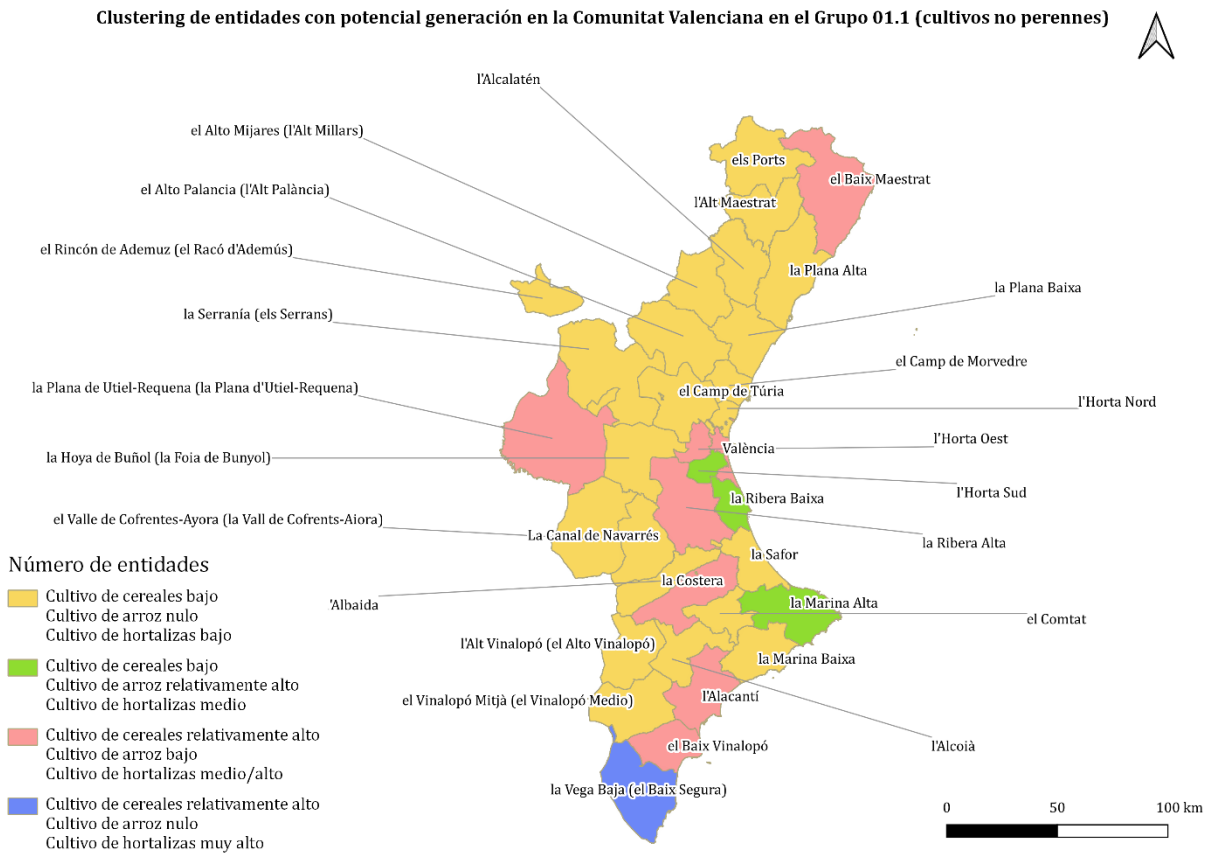 Clustering de entidades con potencial generación en la Comunitat Valenciana en el Grupo 01.1 (cultivos no perennes)
l'Alcalatén
el Alto Mijares (l'Alt Millars)
els Ports
el Baix Maestrat
el Alto Palancia (l'Alt Palància)
l'Alt Maestrat
el Rincón de Ademuz (el Racó d'Ademús)
la Plana Alta
la Plana Baixa
la Serranía (els Serrans)
el Camp de Morvedre
la Plana de Utiel-Requena (la Plana d'Utiel-Requena)
el Camp de Túria
l'Horta Nord
l'Horta Oest
València
la Hoya de Buñol (la Foia de Bunyol)
l'Horta Sud
la Ribera Baixa
el Valle de Cofrentes-Ayora (la Vall de Cofrents-Aiora)
La Canal de Navarrés
la Ribera Alta
la Safor
la Costera
'Albaida
la Marina Alta
el Comtat
l'Alt Vinalopó (el Alto Vinalopó)
la Marina Baixa
el Vinalopó Mitjà (el Vinalopó Medio)
l'Alacantí
el Baix Vinalopó
l'Alcoià
la Vega Baja (el Baix Segura)
Número de entidades
Cultivo de cereales bajo
Cultivo de arroz nulo
Cultivo de hortalizas bajo
Cultivo de cereales bajo
Cultivo de arroz relativamente alto
Cultivo de hortalizas medio
Cultivo de cereales relativamente alto
Cultivo de arroz bajo
Cultivo de hortalizas medio/alto
Cultivo de cereales relativamente alto
Cultivo de arroz nulo
Cultivo de hortalizas muy alto
0 50 100 km